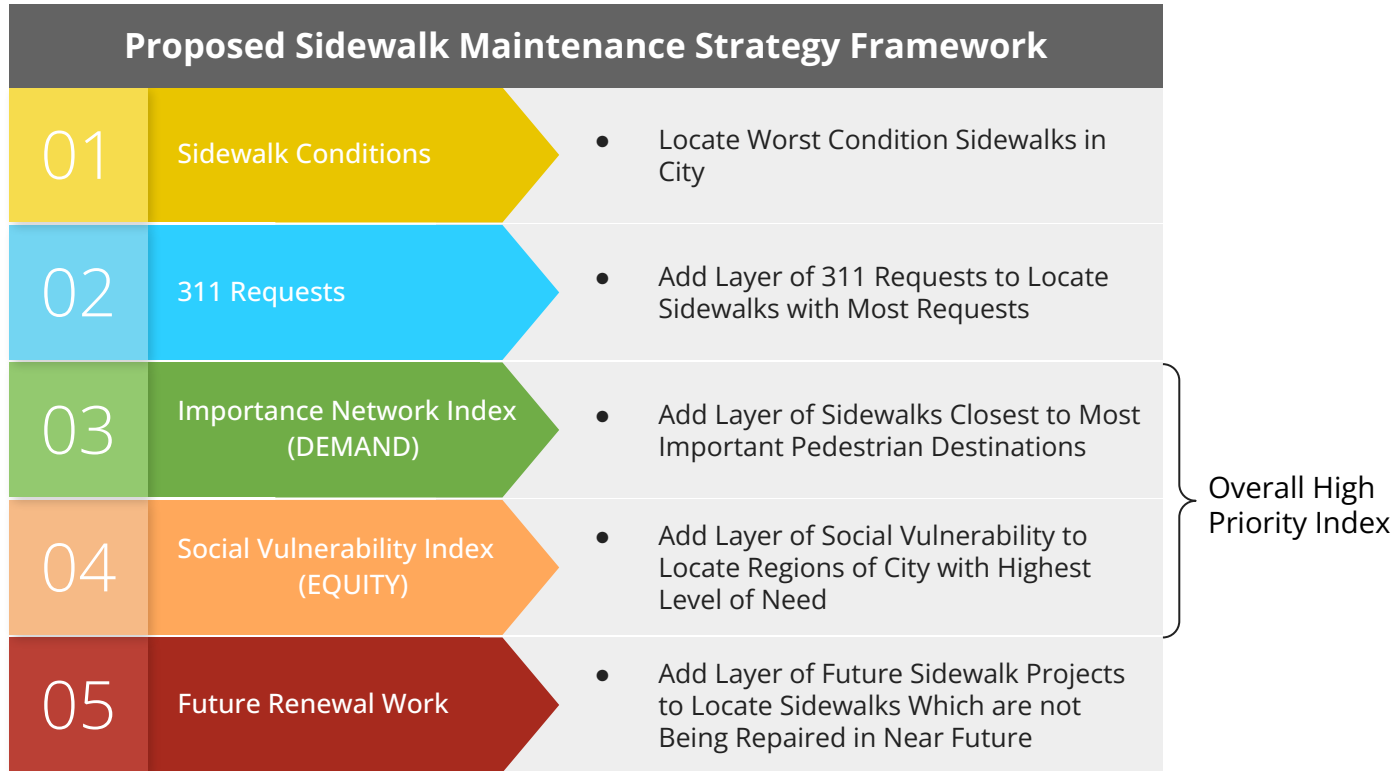 Proposed Sidewalk Maintenance Strategy Framework
01
Sidewalk Conditions
● Locate Worst Condition Sidewalks in
City
02
311 Requests
● Add Layer of 311 Requests to Locate
Sidewalks with Most Requests
03
Importance Network Index
(DEMAND)
● Add Layer of Sidewalks Closest to Most
Important Pedestrian Destinations
04
Social Vulnerability Index
(EQUITY)
● Add Layer of Social Vulnerability to
Locate Regions of City with Highest
Level of Need
Overall High
Priority Index
05
Future Renewal Work
● Add Layer of Future Sidewalk Projects
to Locate Sidewalks Which are not
Being Repaired in Near Future